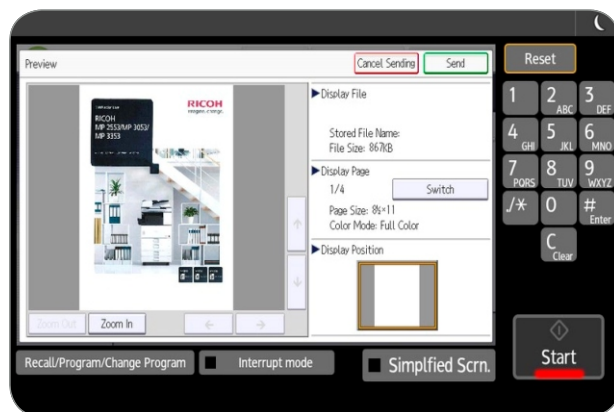 Preview
Cancel Sending
Send
RICOH
imagine. change.
RICOH
MP 2553/MP 3053/
MP 3353
Display File
Stored File Name:
File Size: 867KB
Display Page
1/4
Switch
Page Size: 8½×11
Color Mode: Full Color
Display Position
Zoom Out
Zoom In
Recall/Program/Change Program
Interrupt mode
Simplfied Scrn.
Reset
1
2 ABC
3 DEF
4 GHI
5 JKL
6 MNO
7 PQRS
8 TUV
9 WXYZ
./*
0
# Enter
C Clear
Start